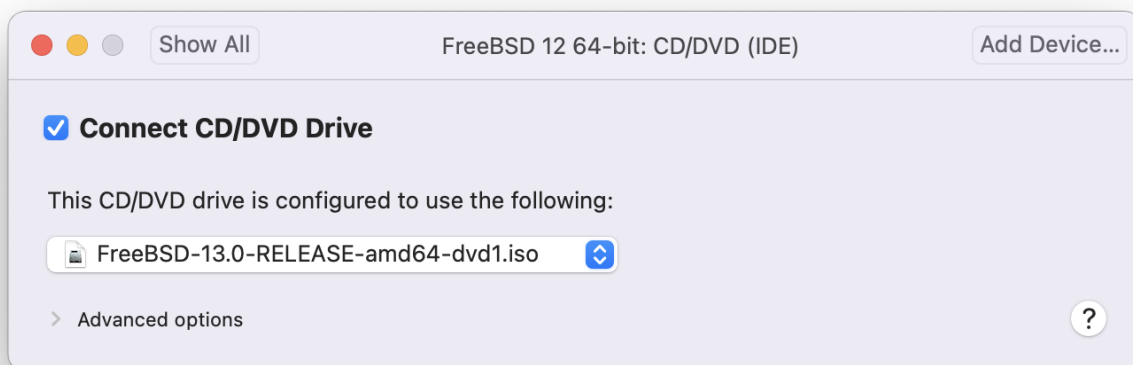 Show All FreeBSD 12 64-bit: CD/DVD (IDE) Add Device...
Connect CD/DVD Drive
This CD/DVD drive is configured to use the following:
FreeBSD-13.0-RELEASE-amd64-dvd1.iso
Advanced options ?